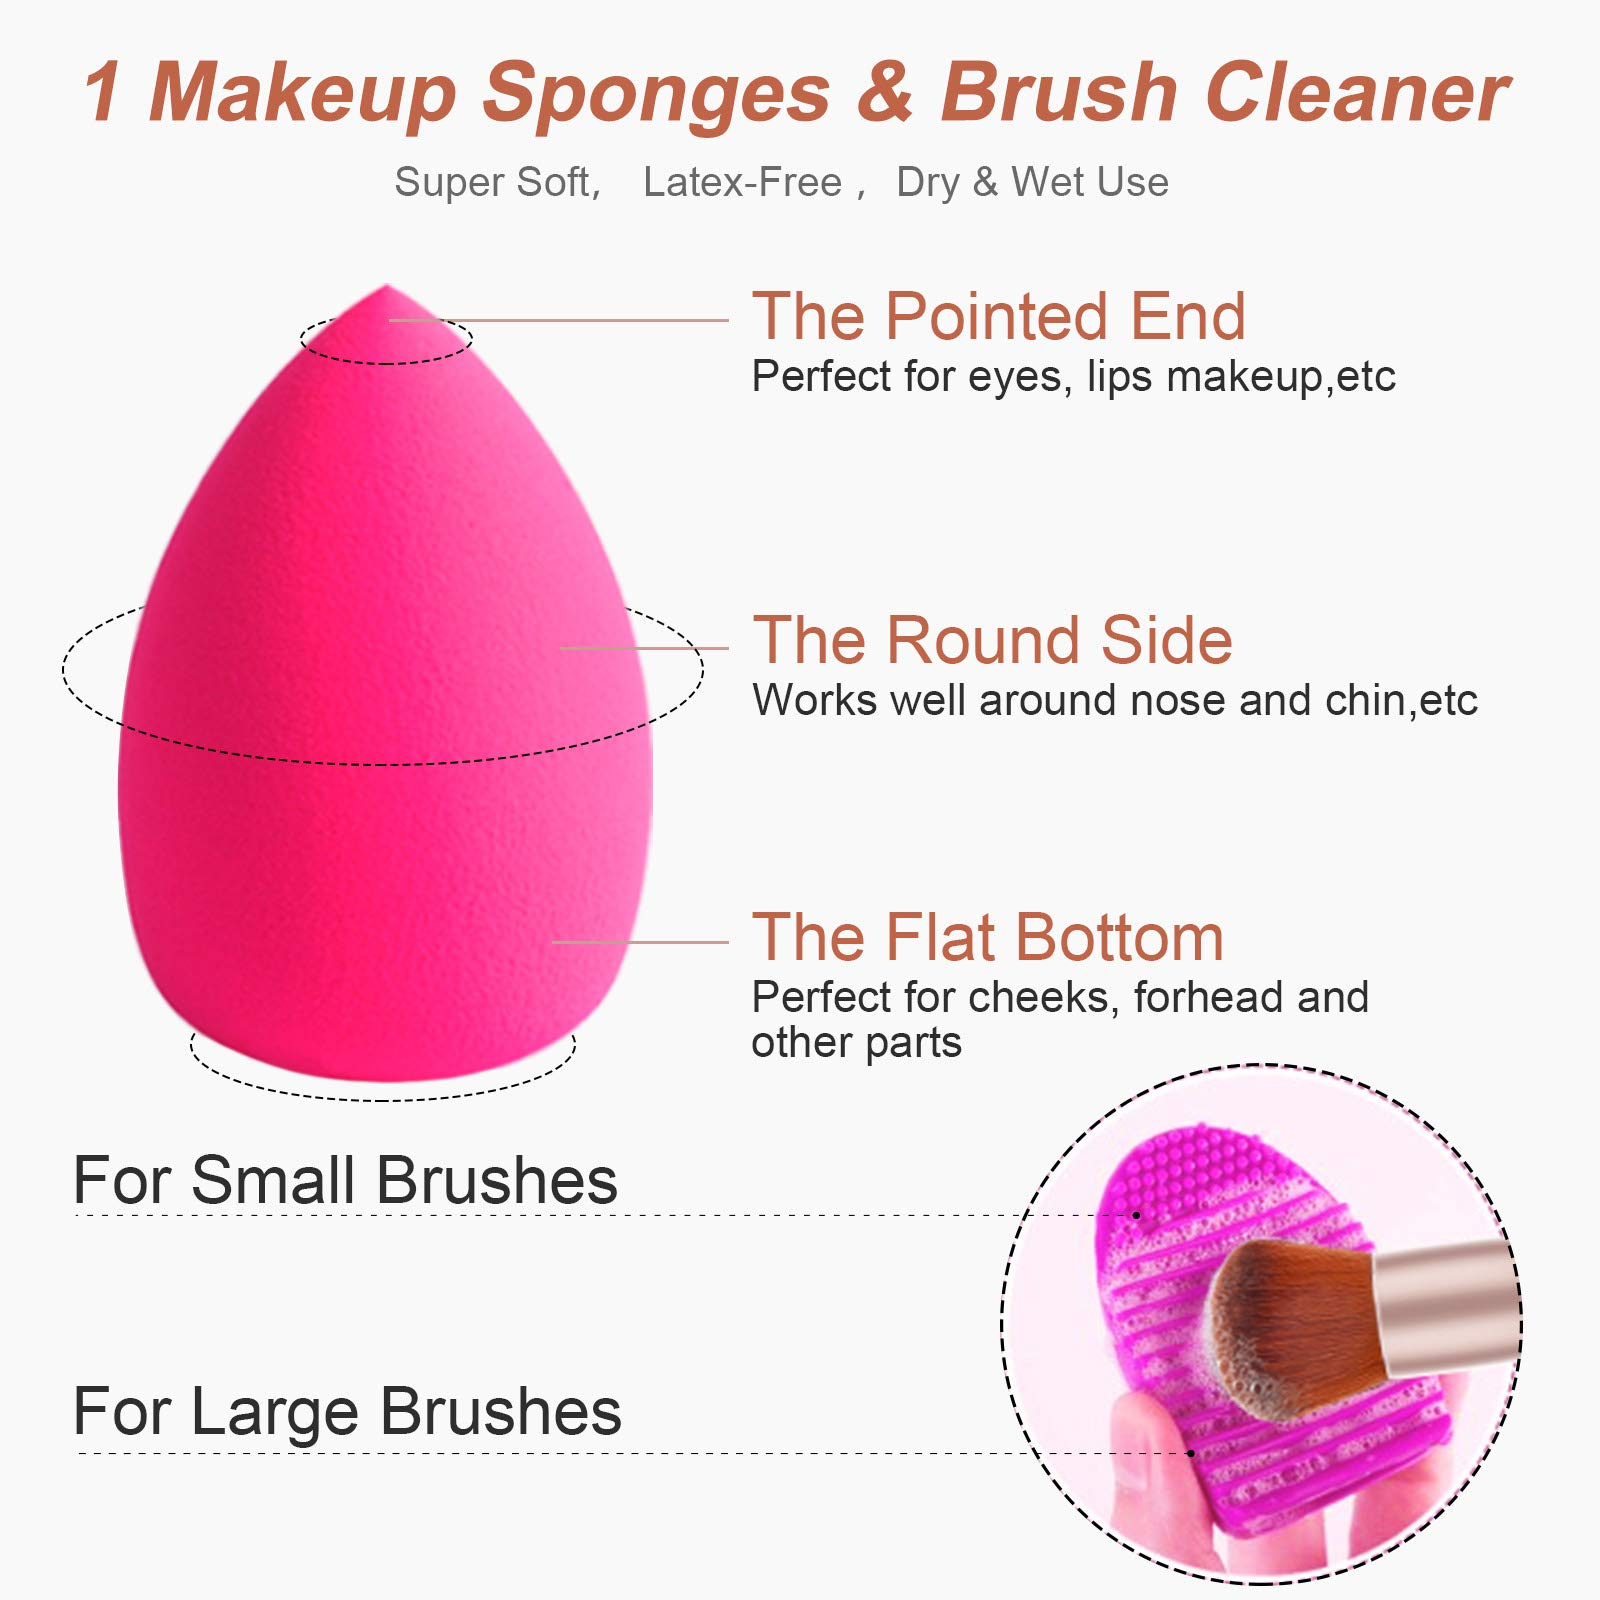 1 Makeup Sponges & Brush Cleaner
Super Soft, Latex-Free , Dry & Wet Use
The Pointed End
Perfect for eyes, lips makeup,etc
The Round Side
Works well around nose and chin,etc
The Flat Bottom
Perfect for cheeks, forhead and
other parts
For Small Brushes
For Large Brushes